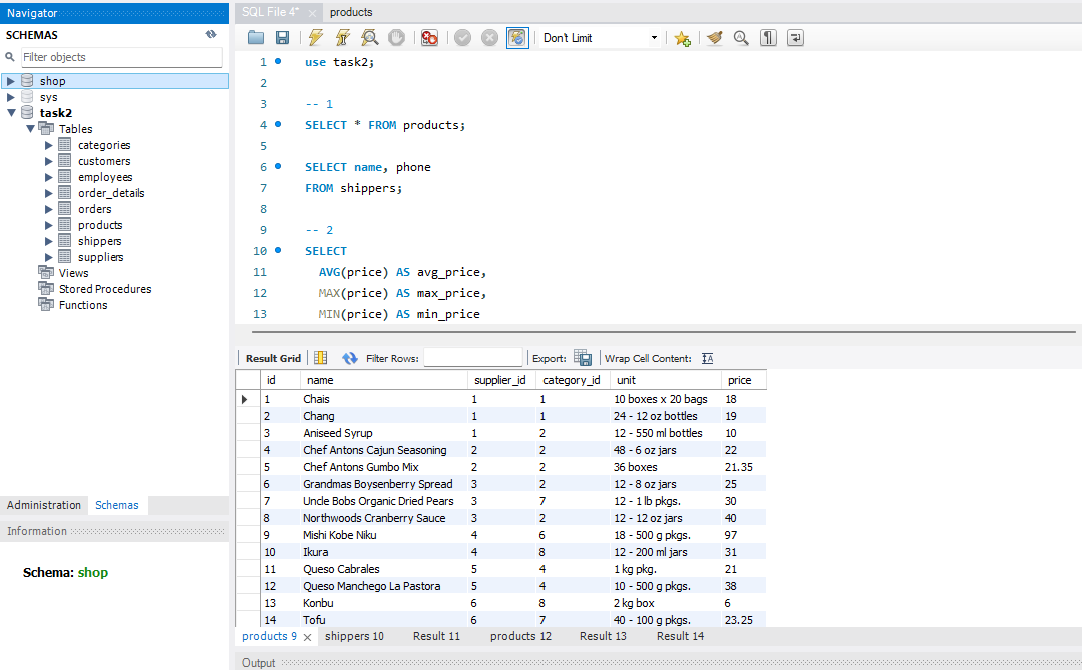 Navigator
SCHEMAS
Filter objects
shop
sys
task2
Tables
categories
customers
employees
order_details
orders
products
shippers
suppliers
Views
Stored Procedures
Functions
Administration Schemas
Information
Schema: shop
SQL File 4* products
Don't Limit
1 use task2;
2
3 -- 1
4 SELECT * FROM products;
5
6 SELECT name, phone
7 FROM shippers;
8
9 -- 2
10 SELECT
11 AVG(price) AS avg_price,
12 MAX(price) AS max_price,
13 MIN(price) AS min_price
Result Grid Filter Rows: Export: Wrap Cell Content:
id name supplier_id category_id unit price
1 Chais 1 1 10 boxes x 20 bags 18
2 Chang 1 1 24 - 12 oz bottles 19
3 Aniseed Syrup 1 2 12 - 550 ml bottles 10
4 Chef Antons Cajun Seasoning 2 2 48 - 6 oz jars 22
5 Chef Antons Gumbo Mix 2 2 36 boxes 21.35
6 Grandmas Boysenberry Spread 3 2 12 - 8 oz jars 25
7 Uncle Bobs Organic Dried Pears 3 7 12 - 1 lb pkgs. 30
8 Northwoods Cranberry Sauce 3 2 12 - 12 oz jars 40
9 Mishi Kobe Niku 4 6 18 - 500 g pkgs. 97
10 Ikura 4 8 12 - 200 ml jars 31
11 Queso Cabrales 5 4 1 kg pkg. 21
12 Queso Manchego La Pastora 5 4 10 - 500 g pkgs. 38
13 Konbu 6 8 2 kg box 6
14 Tofu 6 7 40 - 100 g pkgs. 23.25
products 9 shippers 10 Result 11 products 12 Result 13 Result 14
Output